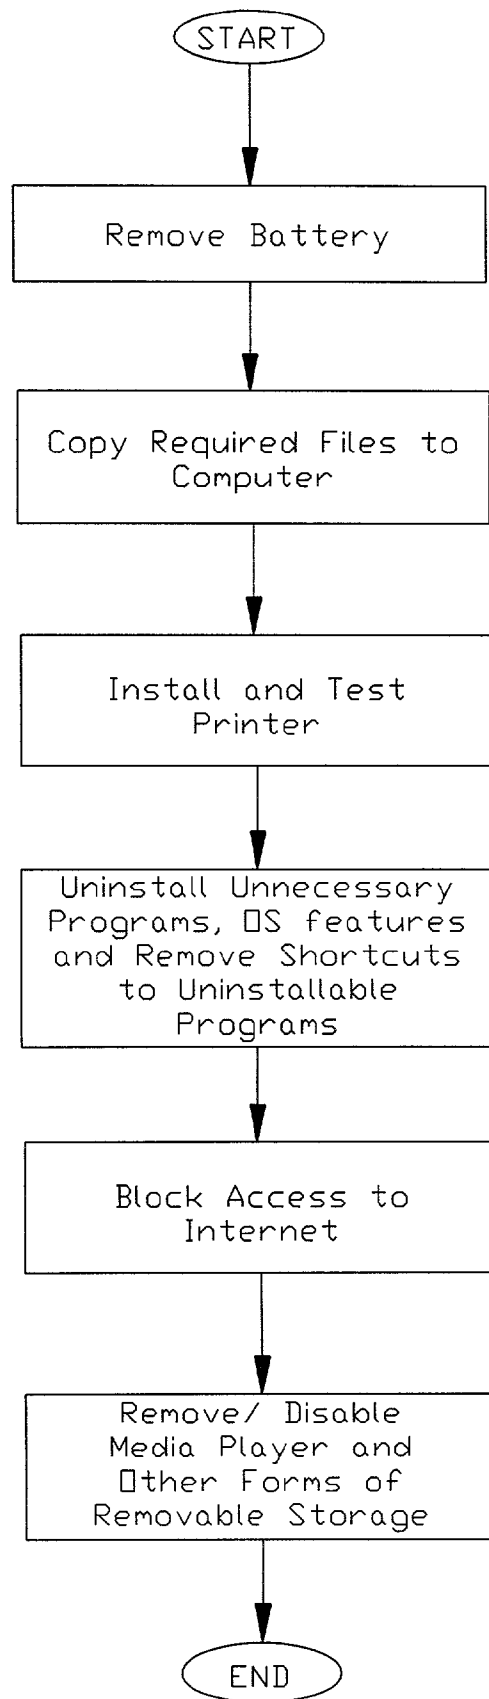 START
Remove Battery
Copy Required Files to
Computer
Install and Test
Printer
Uninstall Unnecessary
Programs, OS features
and Remove Shortcuts
to Uninstallable
Programs
Block Access to
Internet
Remove/ Disable
Media Player and
Other Forms of
Removable Storage
END